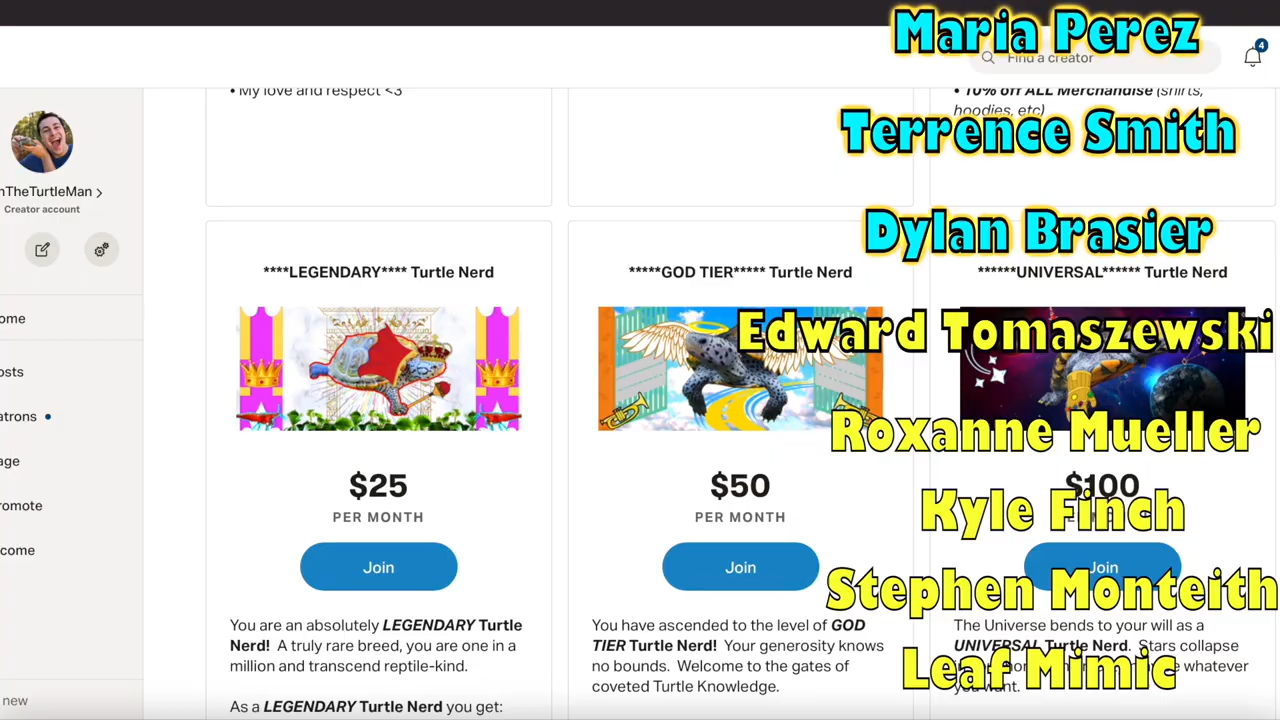 Maria Perez
Find a creator
4
• My love and respect <3
• 10% off ALL Merchandise (shirts,
hoodies, etc)
Terrence Smith
nTheTurtleMan >
Creator account
Dylan Brasier
****LEGENDARY**** Turtle Nerd
*****GOD TIER***** Turtle Nerd
******UNIVERSAL****** Turtle Nerd
ome
Edward Tomaszewski
osts
atrons
Roxanne Mueller
age
$25
$50
$100
PER MONTH
PER MONTH
Kyle Finch
romote
come
Join
Join
Join
Stephen Monteith
You are an absolutely LEGENDARY Turtle
Nerd! A truly rare breed, you are one in a
million and transcend reptile-kind.
As a LEGENDARY Turtle Nerd you get:
You have ascended to the level of GOD
TIER Turtle Nerd! Your generosity knows
no bounds. Welcome to the gates of
coveted Turtle Knowledge.
The Universe bends to your will as a
UNIVERSAL Turtle Nerd. Stars collapse
whatever
want.
Leaf Mimic
new